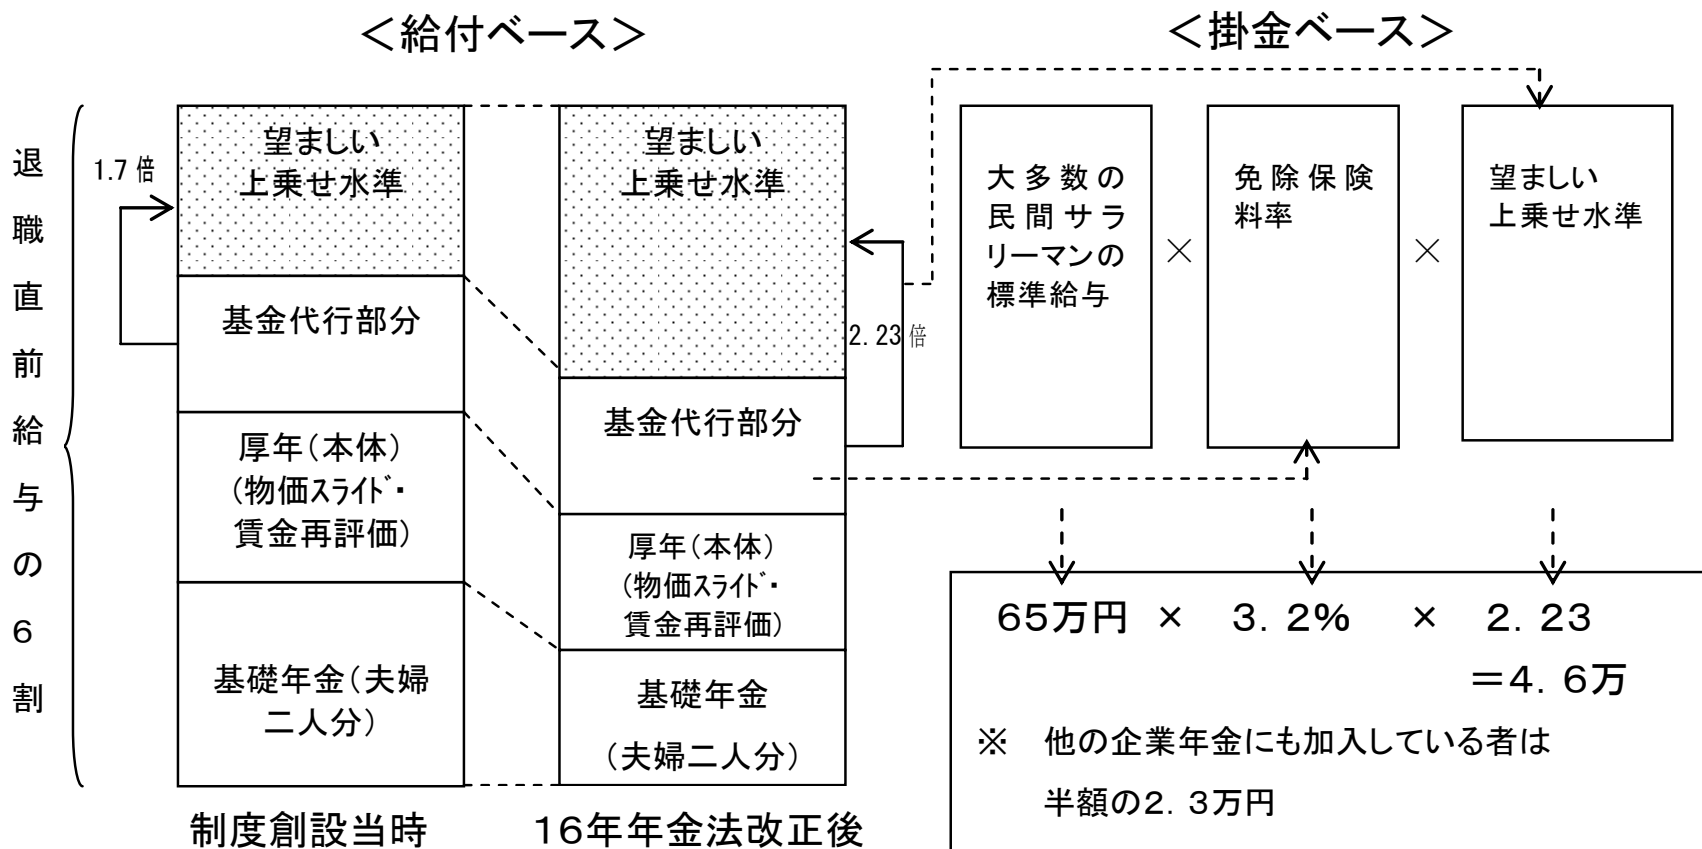 ＜給付ベース＞
退職直前給与の6割
1.7 倍
望ましい
上乗せ水準
基金代行部分
厚年（本体）
（物価スライド・
賃金再評価）
基礎年金（夫婦
二人分）
制度創設当時
望ましい
上乗せ水準
2. 23 倍
基金代行部分
厚年（本体）
（物価スライド・
賃金再評価）
基礎年金
（夫婦二人分）
16年年金法改正後
＜掛金ベース＞
大多数の
民間サラ
リーマンの
標準給与
×
免除保険
料率
×
望ましい
上乗せ水準
65万円 × 3. 2% × 2. 23
＝4. 6万
※ 他の企業年金にも加入している者は
半額の2. 3万円